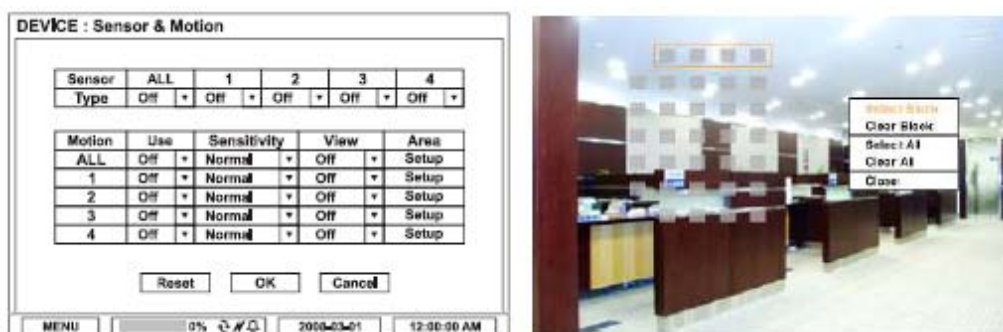 DEVICE : Sensor & Motion
Sensor ALL 1 2 3 4
Type Off Off Off Off Off
Motion Use Sensitivity View Area
ALL Off Normal Off Setup
1 Off Normal Off Setup
2 Off Normal Off Setup
3 Off Normal Off Setup
4 Off Normal Off Setup
Reset OK Cancel
MENU 0% 2008-03-01 12:00:00 AM
Select Block
Clear Block
Select All
Clear All
Close